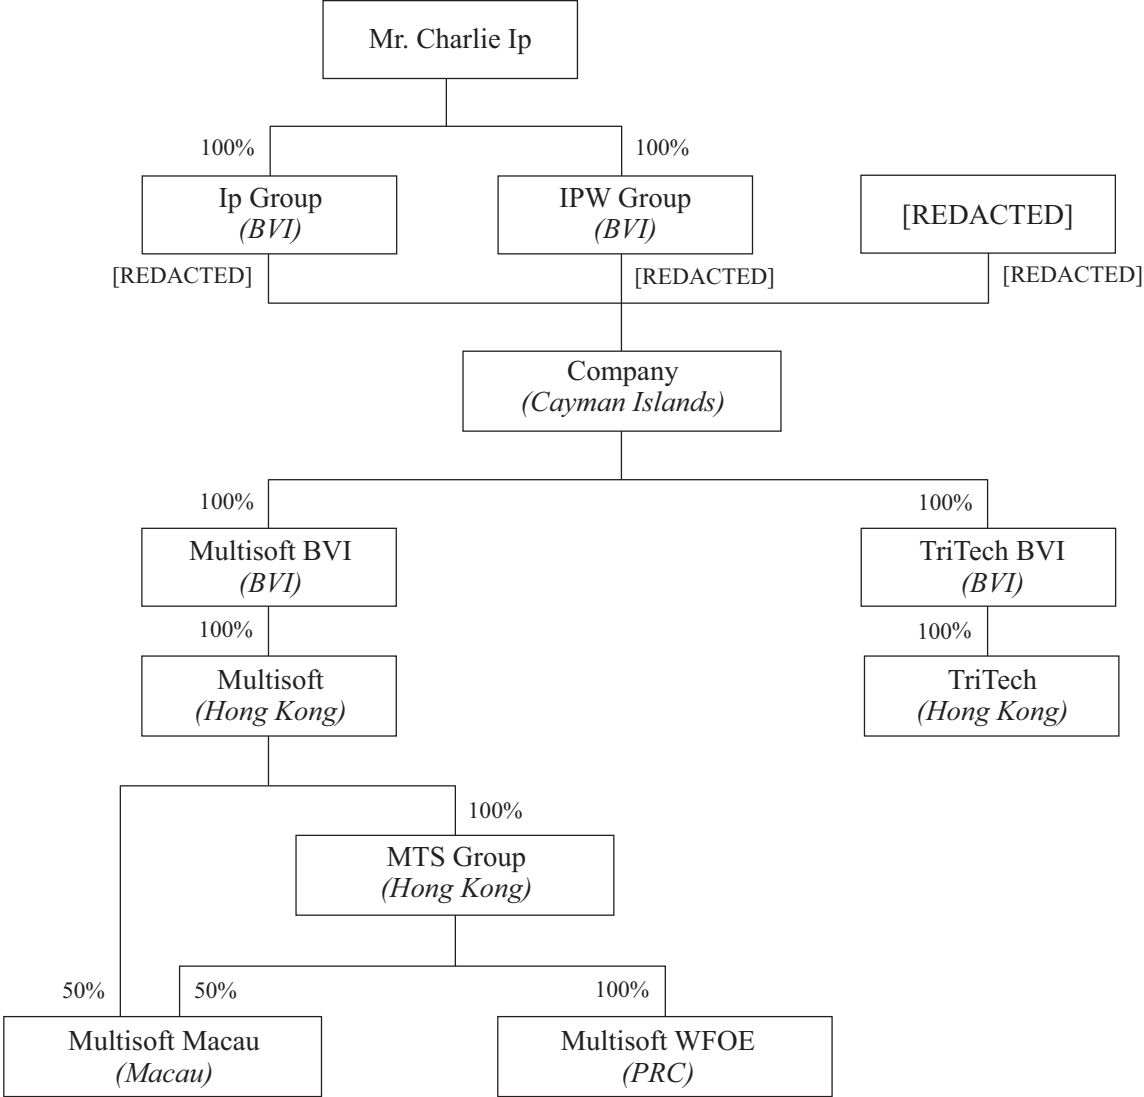 Mr. Charlie Ip
100%
100%
Ip Group
(BVI)
IPW Group
(BVI)
[REDACTED]
[REDACTED]
[REDACTED]
[REDACTED]
Company
(Cayman Islands)
100%
100%
Multisoft BVI
(BVI)
TriTech BVI
(BVI)
100%
100%
Multisoft
(Hong Kong)
TriTech
(Hong Kong)
100%
MTS Group
(Hong Kong)
50%
50%
100%
Multisoft Macau
(Macau)
Multisoft WFOE
(PRC)